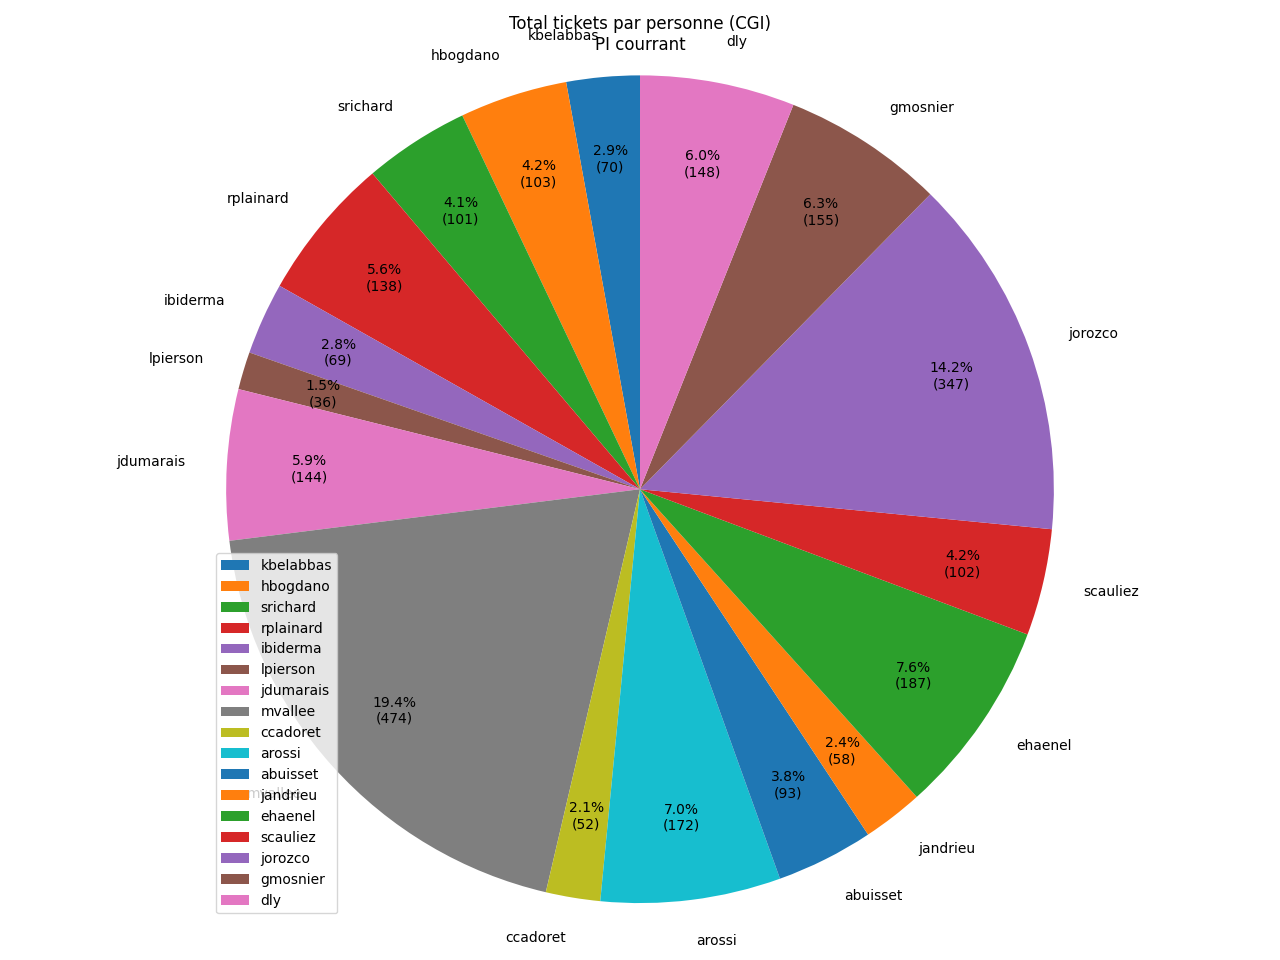 Total tickets par personne (CGI)
PI courrant
kbelabbas
dly
hbogdano
gmosnier
srichard
rplainard
ibiderma
lpierson
jdumarais
jorozco
scauliez
ehaenel
jandrieu
abuisset
arossi
ccadoret
2.9%
(70)
4.2%
(103)
4.1%
(101)
5.6%
(138)
2.8%
(69)
1.5%
(36)
5.9%
(144)
19.4%
(474)
2.1%
(52)
7.0%
(172)
3.8%
(93)
2.4%
(58)
7.6%
(187)
4.2%
(102)
14.2%
(347)
6.3%
(155)
6.0%
(148)
kbelabbas
hbogdano
srichard
rplainard
ibiderma
lpierson
jdumarais
mvallee
ccadoret
arossi
abuisset
jandrieu
ehaenel
scauliez
jorozco
gmosnier
dly